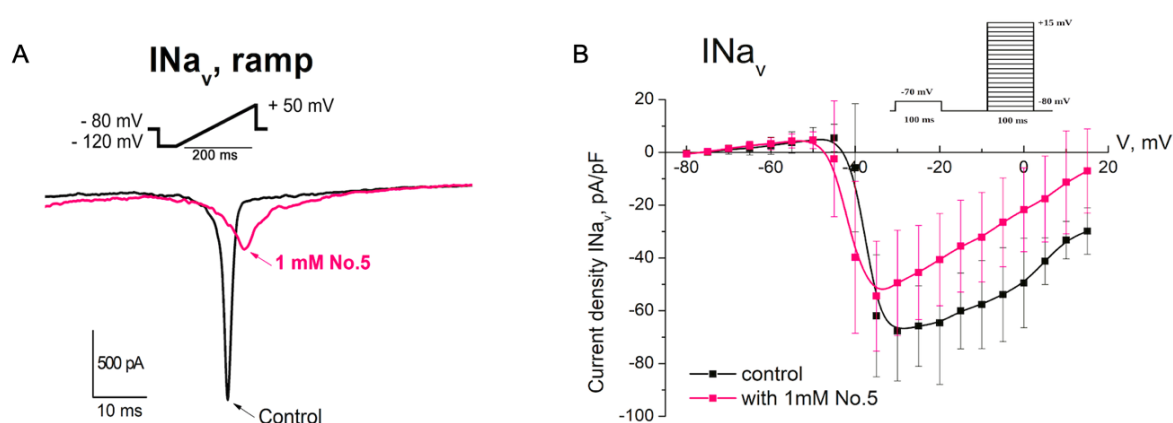 A
INaᵥ, ramp
- 80 mV
- 120 mV
+ 50 mV
200 ms
1 mM No.5
500 pA
10 ms
Control
B
INaᵥ
+15 mV
-70 mV
-80 mV
100 ms
100 ms
V, mV
Current density INaᵥ, pA/pF
20
0
-20
-40
-60
-80
-100
-80
-60
-40
-20
0
20
control
with 1mM No.5